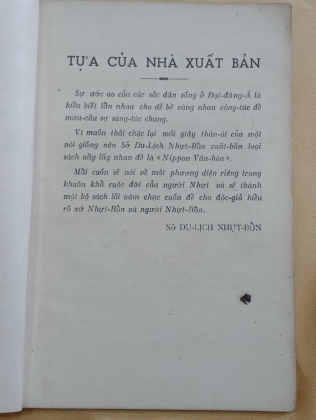 TỰA CỦA NHÀ XUẤT BẢN
Sự ước ao của các sắc dân sống ở Đại-đông-Á là
hiểu biết lẫn nhau cho dễ bề cùng nhau cộng-tác để
mưu-cầu sự sang-tác chung.
Vì muốn thắt chặt lại mối giây thân-ái của một
nòi giống nên Sở Du-Lịch Nhựt-Bổn xuất-bản loại
sách nầy lấy nhan đề là « Nippon Văn-hóa ».
Mỗi cuốn sẽ nói về một phương diện riêng trong
khuôn khổ cuộc đời của người Nhựt và sẽ thành
một bộ sách lối năm chục cuốn để cho độc-giả hiểu
rõ xứ Nhựt-Bổn và người Nhựt-Bổn.
SỞ DU-LỊCH NHỰT-BỔN